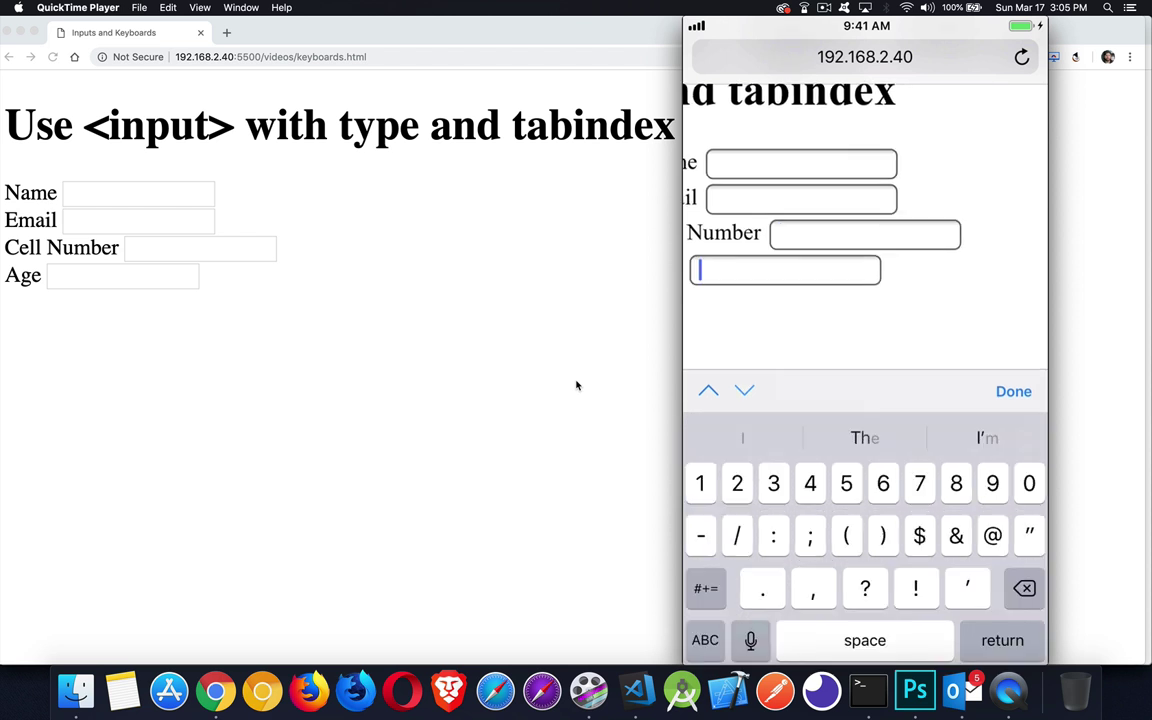 QuickTime Player File Edit View Window Help
100% Sun Mar 17 3:05 PM
Inputs and Keyboards
Not Secure 192.168.2.40:5500/videos/keyboards.html
Use <input> with type and tabindex
Name
Email
Cell Number
Age
9:41 AM
192.168.2.40
nd tabindex
ne
il
Number
Done
I The I'm
1 2 3 4 5 6 7 8 9 0
- / : ; ( ) $ & @ "
#+= . , ? ! '
ABC space return
>_ Ps 5